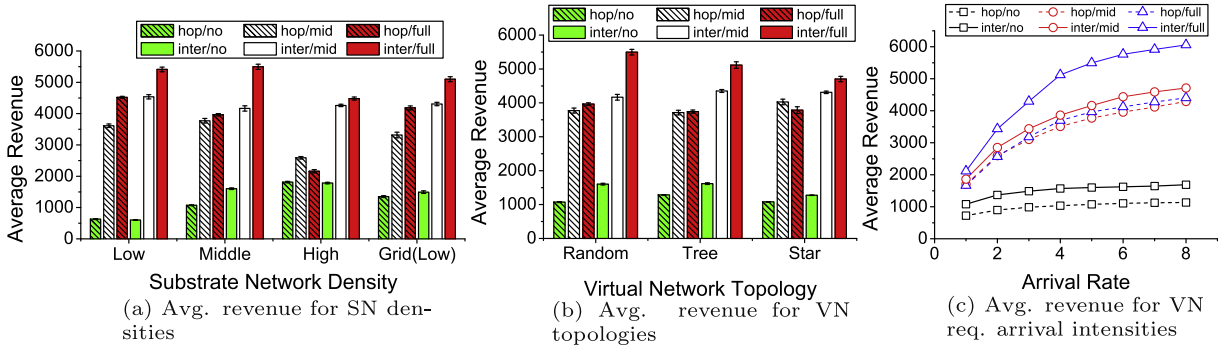 hop/no hop/mid hop/full
inter/no inter/mid inter/full
Average Revenue
6000
5000
4000
3000
2000
1000
0
Low Middle High Grid(Low)
Substrate Network Density
(a) Avg. revenue for SN den-
sities
hop/no hop/mid hop/full
inter/no inter/mid inter/full
Average Revenue
6000
5000
4000
3000
2000
1000
0
Random Tree Star
Virtual Network Topology
(b) Avg. revenue for VN
topologies
hop/no hop/mid hop/full
inter/no inter/mid inter/full
Average Revenue
6000
5000
4000
3000
2000
1000
0
0 2 4 6 8
Arrival Rate
(c) Avg. revenue for VN
req. arrival intensities